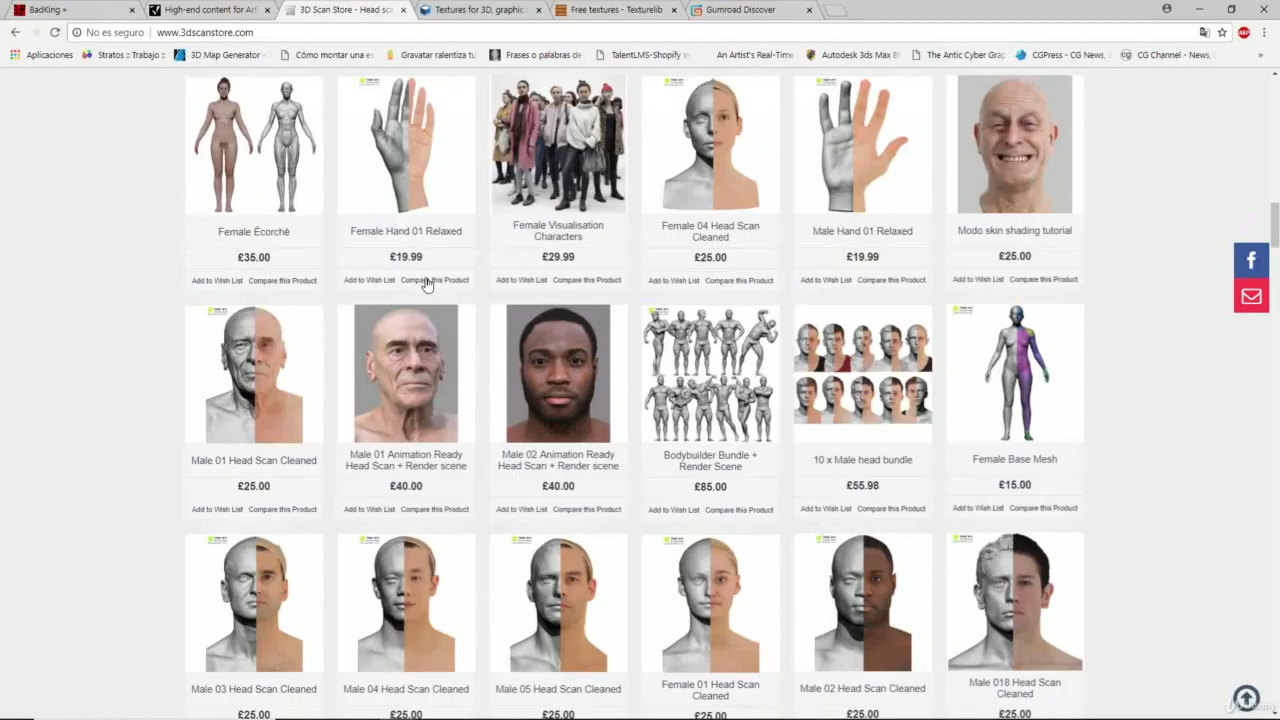 BadKing »
High-end content for Art
3D Scan Store - Head sca
Textures for 3D, graphic
Free textures - Texturelib
Gumroad Discover
No es seguro
www.3dscanstore.com
ABP
Aplicaciones
Stratos :: Trabajo ::
3D Map Generator -
Cómo montar una es
Gravatar ralentiza tu
Frases o palabras de
TalentLMS-Shopify In
An Artist's Real-Time
Autodesk 3ds Max B
The Antic Cyber Grap
CGPress - CG News,
CG Channel - News,
»
Female Écorché
Female Hand 01 Relaxed
Female Visualisation
Characters
Female 04 Head Scan
Cleaned
Male Hand 01 Relaxed
Modo skin shading tutorial
£35.00
£19.99
£29.99
£25.00
£19.99
£25.00
Add to Wish List Compare this Product
Add to Wish List Compare this Product
Add to Wish List Compare this Product
Add to Wish List Compare this Product
Add to Wish List Compare this Product
Add to Wish List Compare this Product
Male 01 Head Scan Cleaned
Male 01 Animation Ready
Head Scan + Render scene
Male 02 Animation Ready
Head Scan + Render scene
Bodybuilder Bundle +
Render Scene
10 x Male head bundle
Female Base Mesh
£25.00
£40.00
£40.00
£85.00
£55.98
£15.00
Add to Wish List Compare this Product
Add to Wish List Compare this Product
Add to Wish List Compare this Product
Add to Wish List Compare this Product
Add to Wish List Compare this Product
Add to Wish List Compare this Product
Male 03 Head Scan Cleaned
Male 04 Head Scan Cleaned
Male 05 Head Scan Cleaned
Female 01 Head Scan
Cleaned
Male 02 Head Scan Cleaned
Male 018 Head Scan
Cleaned
£25.00
£25.00
£25.00
£25.00
£25.00
£25.00